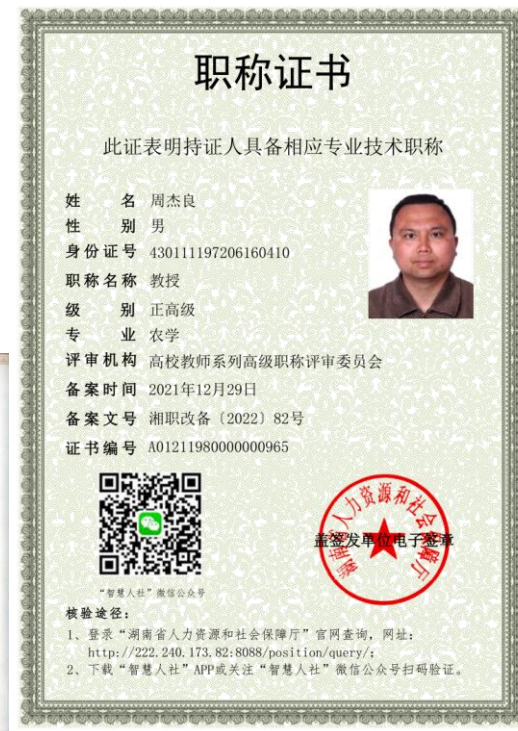 职称证书
此证表明持证人具备相应专业技术职称
姓 名 周杰良
性 别 男
身份证号 430111197206160410
职称名称 教授
级 别 正高级
专 业 农学
评审机构 高校教师系列高级职称评审委员会
备案时间 2021年12月29日
备案文号 湘职改备〔2022〕82号
证书编号 A01211980000000965
湖南省人力资源和社会保障厅
盖签发单位电子签章
“智慧人社”微信公众号
核验途径:
1、登录“湖南省人力资源和社会保障厅”官网查询,网址:
http://222.240.173.82:8088/position/query/;
2、下载“智慧人社”APP或关注“智慧人社”微信公众号扫码验证。